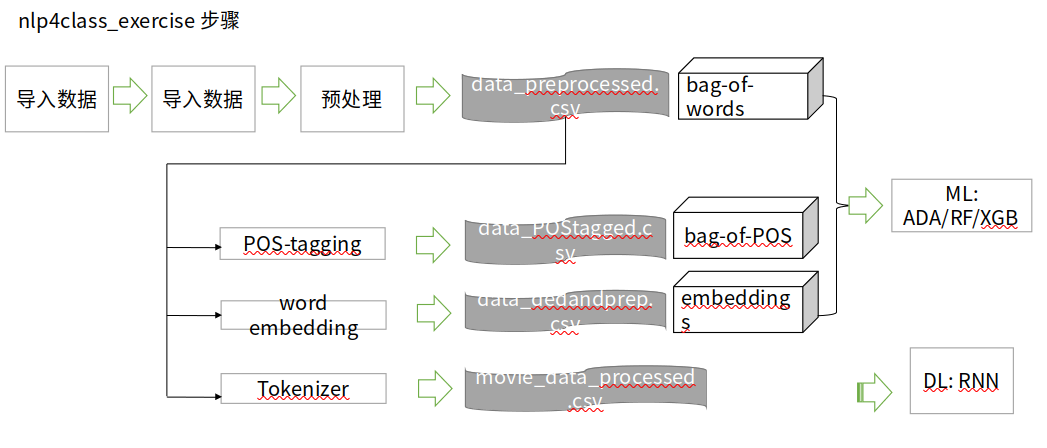 nlp4class_exercise 步骤
导入数据
导入数据
预处理
data_preprocessed.
csv
bag-of-
words
ML:
ADA/RF/XGB
POS-tagging
data_POStagged.c
sv
bag-of-POS
word
embedding
data_dedandprep.
csv
embedding
s
Tokenizer
movie_data_processed
.csv
DL: RNN